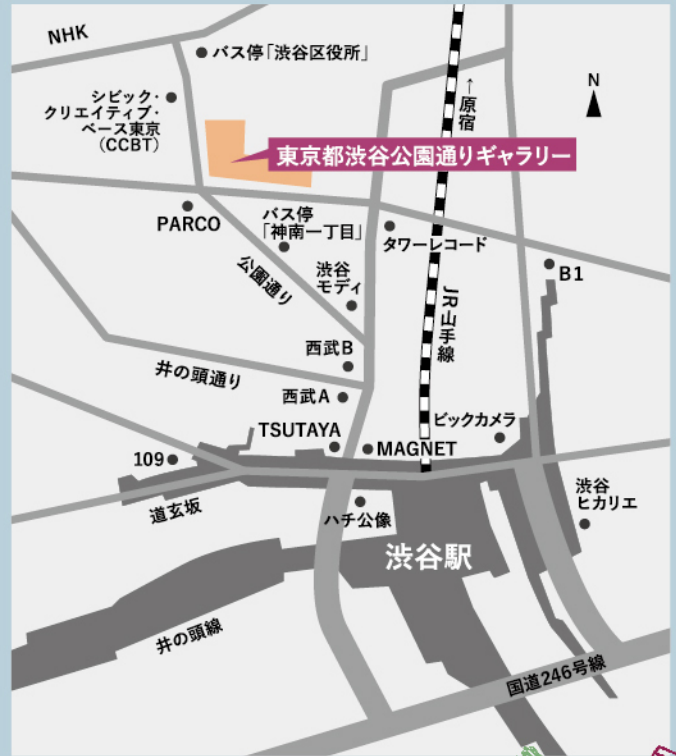 NHK
バス停「渋谷区役所」
シビック・
クリエイティブ・
ベース東京
(CCBT)
←原宿
N
東京都渋谷公園通りギャラリー
PARCO
バス停
「神南一丁目」
タワーレコード
公園通り
渋谷
モディ
B1
JR山手線
西武B
井の頭通り
西武A
TSUTAYA
ビックカメラ
MAGNET
109
道玄坂
ハチ公像
渋谷
ヒカリエ
渋谷駅
井の頭線
国道246号線